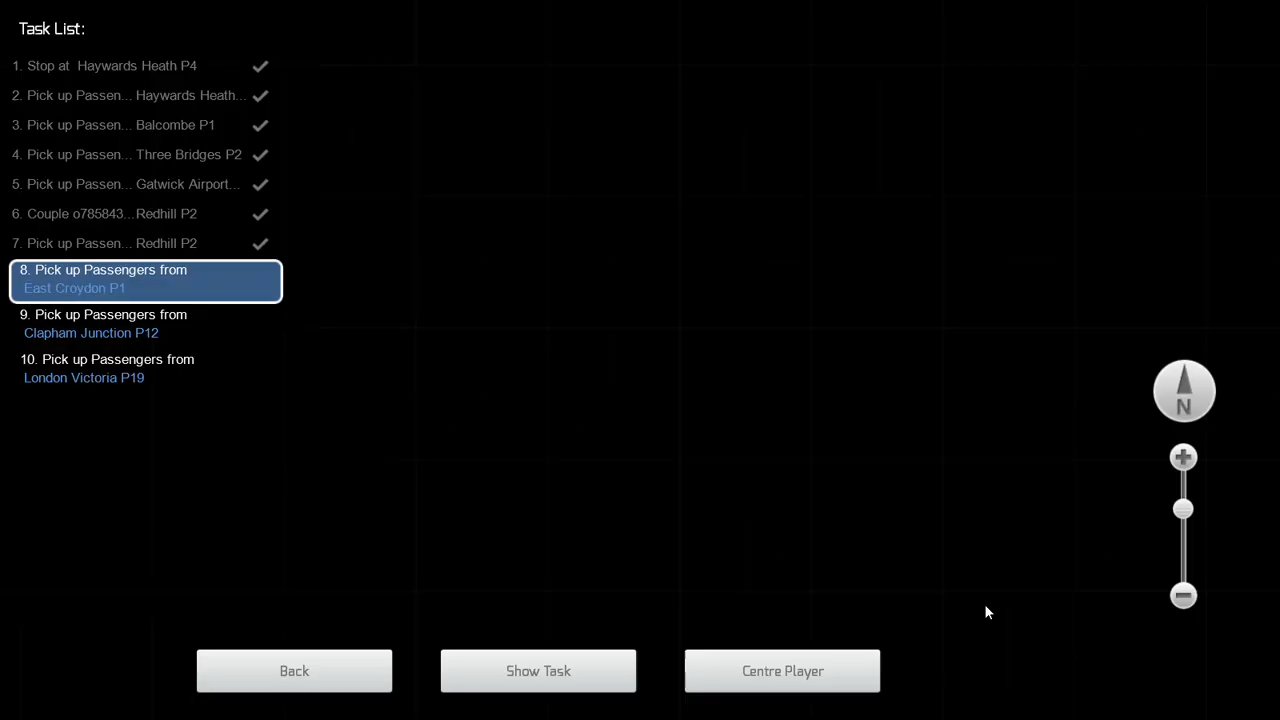 Task List:
1. Stop at  Haywards Heath P4
2. Pick up Passen... Haywards Heath...
3. Pick up Passen... Balcombe P1
4. Pick up Passen... Three Bridges P2
5. Pick up Passen... Gatwick Airport...
6. Couple o785843...Redhill P2
7. Pick up Passen... Redhill P2
8. Pick up Passengers from
East Croydon P1
9. Pick up Passengers from
Clapham Junction P12
10. Pick up Passengers from
London Victoria P19
N
Back
Show Task
Centre Player